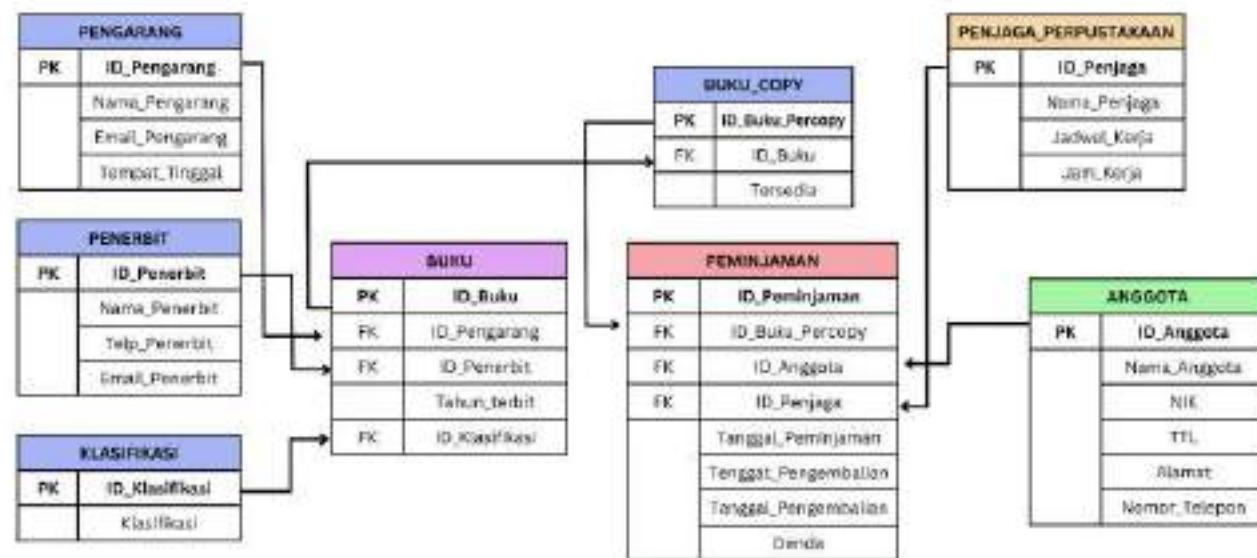 PENGARANG
PK ID_Pengarang
Nama_Pengarang
Email_Pengarang
Tempat_Tinggal
PENERBIT
PK ID_Penerbit
Nama_Penerbit
Telp_Penerbit
Email_Penerbit
KLASIFIKASI
PK ID_Klasifikasi
Klasifikasi
BUKU
PK ID_Buku
FK ID_Pengarang
FK ID_Penerbit
Tahun_terbit
FK ID_Klasifikasi
BUKU_COPY
PK ID_Buku_Percopy
FK ID_Buku
Tersedia
PEMINJAMAN
PK ID_Peminjaman
FK ID_Buku_Percopy
FK ID_Anggota
FK ID_Penjaga
Tanggal_Peminjaman
Tenggat_Pengembalian
Tanggal_Pengembalian
Denda
PENJAGA_PERPUSTAKAAN
PK ID_Penjaga
Nama_Penjaga
Jadwal_Kerja
Jam_Kerja
ANGGOTA
PK ID_Anggota
Nama_Anggota
NIK
TTL
Alamat
Nomor_Telepon